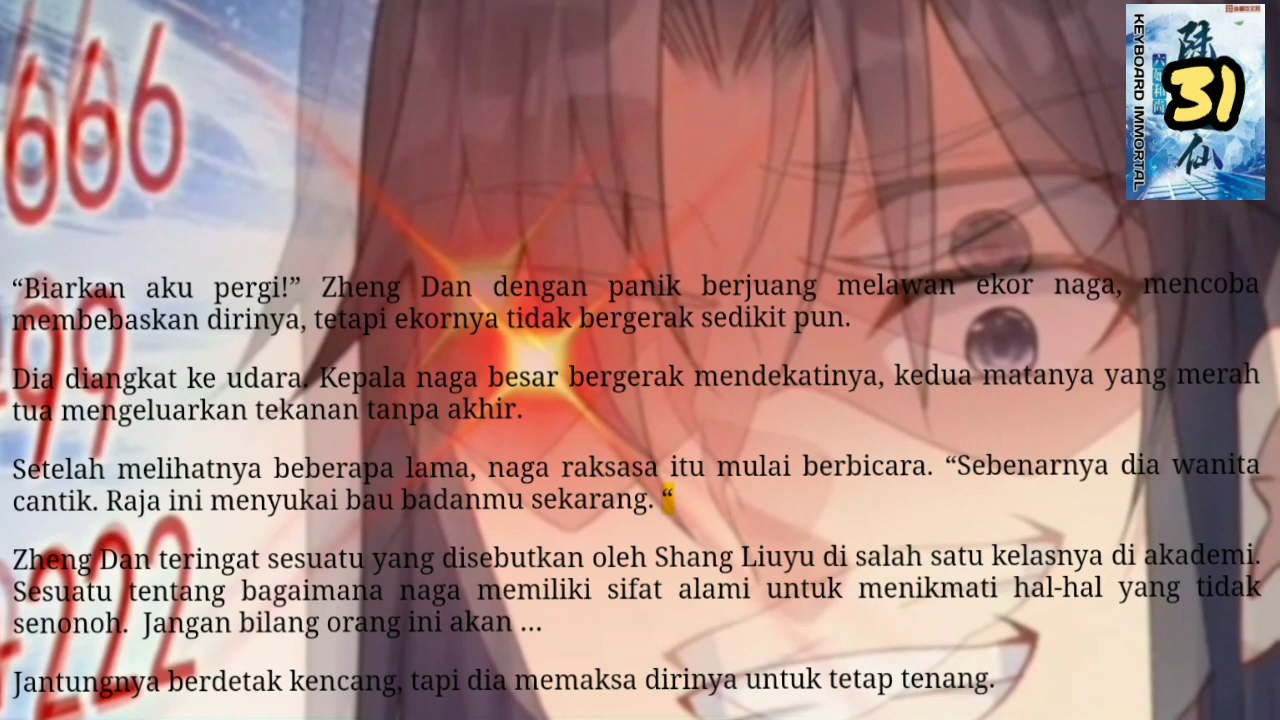 666
陆
KEYBOARD IMMORTAL
31
仙
-99
-222
“Biarkan aku pergi!” Zheng Dan dengan panik berjuang melawan ekor naga, mencoba
membebaskan dirinya, tetapi ekornya tidak bergerak sedikit pun.
Dia diangkat ke udara. Kepala naga besar bergerak mendekatinya, kedua matanya yang merah
tua mengeluarkan tekanan tanpa akhir.
Setelah melihatnya beberapa lama, naga raksasa itu mulai berbicara. “Sebenarnya dia wanita
cantik. Raja ini menyukai bau badanmu sekarang. “
Zheng Dan teringat sesuatu yang disebutkan oleh Shang Liuyu di salah satu kelasnya di akademi.
Sesuatu tentang bagaimana naga memiliki sifat alami untuk menikmati hal-hal yang tidak
senonoh. Jangan bilang orang ini akan ...
Jantungnya berdetak kencang, tapi dia memaksa dirinya untuk tetap tenang.